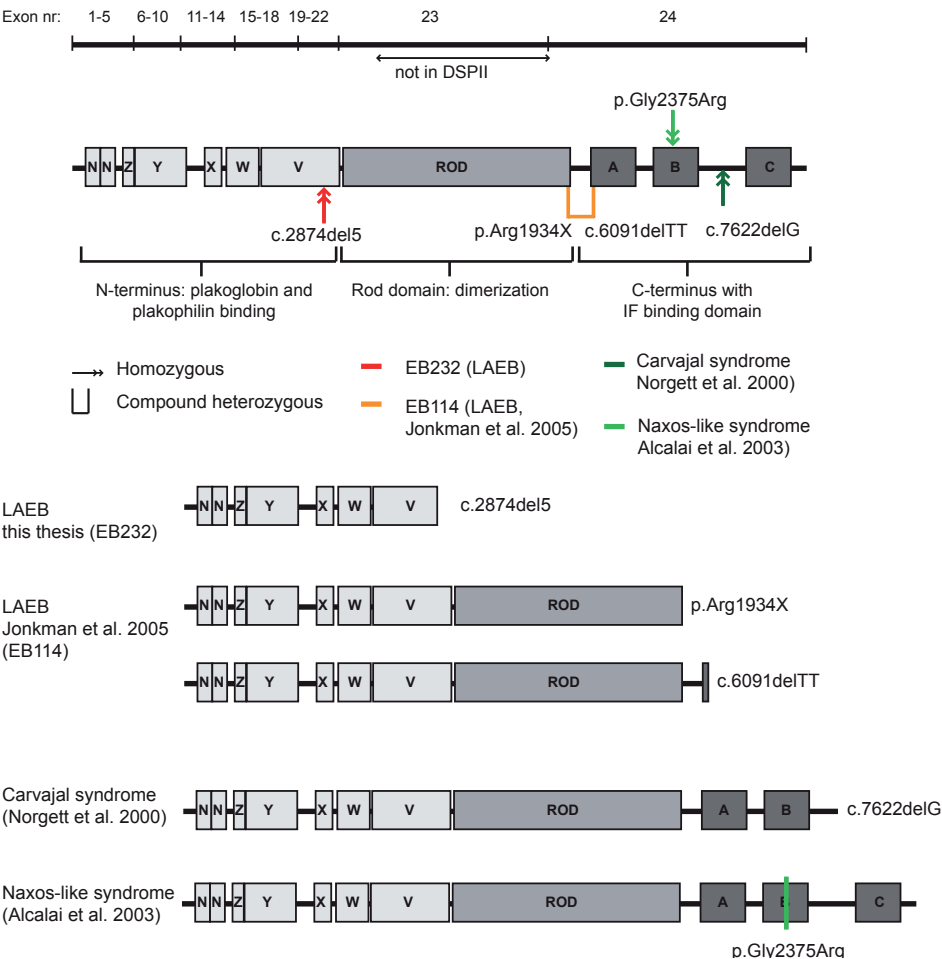 Exon nr: 1-5 6-10 11-14 15-18 19-22 23 24
not in DSPII
p.Gly2375Arg
N N Z Y X W V ROD A B C
c.2874del5 p.Arg1934X c.6091delTT c.7622delG
N-terminus: plakoglobin and
plakophilin binding
Rod domain: dimerization
C-terminus with
IF binding domain
Homozygous
Compound heterozygous
EB232 (LAEB)
EB114 (LAEB,
Jonkman et al. 2005)
Carvajal syndrome
Norgett et al. 2000)
Naxos-like syndrome
Alcalai et al. 2003)
LAEB
this thesis (EB232)
N N Z Y X W V c.2874del5
LAEB
Jonkman et al. 2005
(EB114)
N N Z Y X W V ROD p.Arg1934X
N N Z Y X W V ROD c.6091delTT
Carvajal syndrome
(Norgett et al. 2000)
N N Z Y X W V ROD A B c.7622delG
Naxos-like syndrome
(Alcalai et al. 2003)
N N Z Y X W V ROD A B C
p.Gly2375Arg